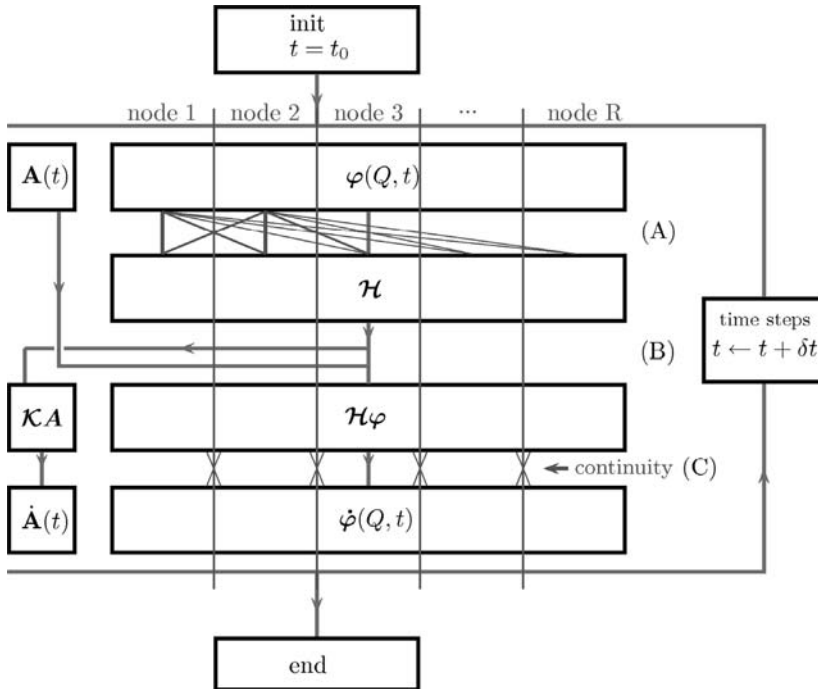 init
t = t₀
node 1 node 2 node 3 ... node R
𝐀(t) 𝝋(Q, t)
(A)
𝓗
time steps
t ← t + δt
(B)
𝓚𝑨 𝓗𝝋
continuity (C)
𝐀̇(t) 𝝋̇(Q, t)
end